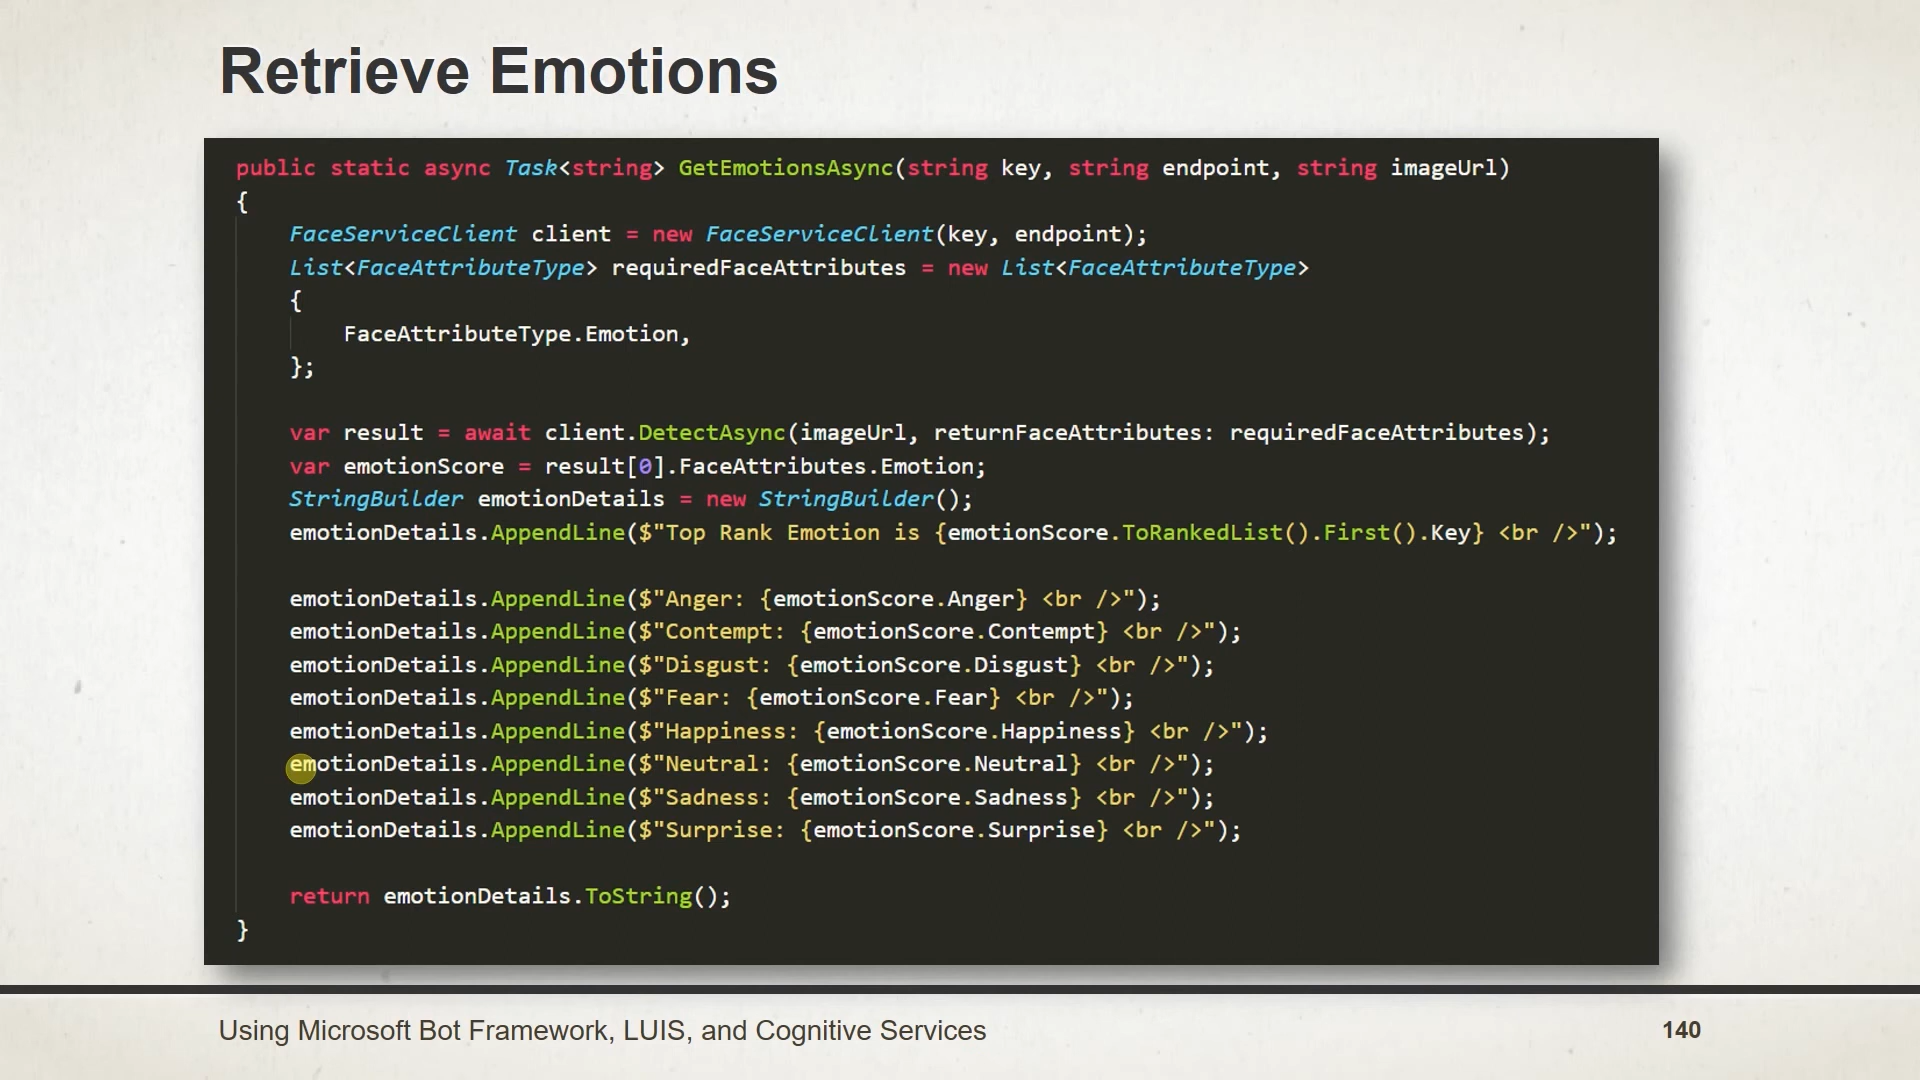 Retrieve Emotions
public static async Task<string> GetEmotionsAsync(string key, string endpoint, string imageUrl)
{
    FaceServiceClient client = new FaceServiceClient(key, endpoint);
    List<FaceAttributeType> requiredFaceAttributes = new List<FaceAttributeType>
    {
        FaceAttributeType.Emotion,
    };
    var result = await client.DetectAsync(imageUrl, returnFaceAttributes: requiredFaceAttributes);
    var emotionScore = result[0].FaceAttributes.Emotion;
    StringBuilder emotionDetails = new StringBuilder();
    emotionDetails.AppendLine($"Top Rank Emotion is {emotionScore.ToRankedList().First().Key} <br />");
    emotionDetails.AppendLine($"Anger: {emotionScore.Anger} <br />");
    emotionDetails.AppendLine($"Contempt: {emotionScore.Contempt} <br />");
    emotionDetails.AppendLine($"Disgust: {emotionScore.Disgust} <br />");
    emotionDetails.AppendLine($"Fear: {emotionScore.Fear} <br />");
    emotionDetails.AppendLine($"Happiness: {emotionScore.Happiness} <br />");
    emotionDetails.AppendLine($"Neutral: {emotionScore.Neutral} <br />");
    emotionDetails.AppendLine($"Sadness: {emotionScore.Sadness} <br />");
    emotionDetails.AppendLine($"Surprise: {emotionScore.Surprise} <br />");
    return emotionDetails.ToString();
}
Using Microsoft Bot Framework, LUIS, and Cognitive Services
140